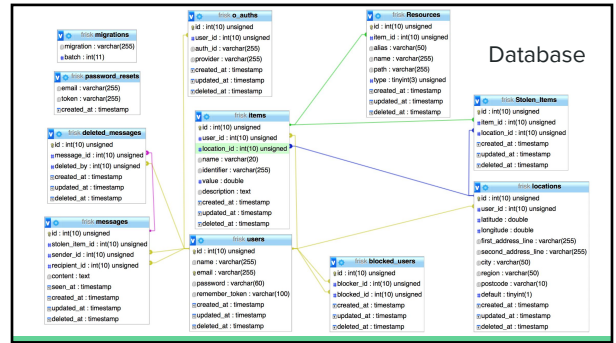 Database
frisk migrations
migration : varchar(255)
batch : int(11)
frisk password_resets
email : varchar(255)
token : varchar(255)
created_at : timestamp
frisk deleted_messages
id : int(10) unsigned
message_id : int(10) unsigned
deleted_by : int(10) unsigned
created_at : timestamp
updated_at : timestamp
deleted_at : timestamp
frisk messages
id : int(10) unsigned
stolen_item_id : int(10) unsigned
sender_id : int(10) unsigned
recipient_id : int(10) unsigned
content : text
seen_at : timestamp
created_at : timestamp
updated_at : timestamp
deleted_at : timestamp
frisk o_auths
id : int(10) unsigned
user_id : int(10) unsigned
auth_id : varchar(255)
provider : varchar(255)
created_at : timestamp
updated_at : timestamp
deleted_at : timestamp
frisk items
id : int(10) unsigned
user_id : int(10) unsigned
location_id : int(10) unsigned
name : varchar(20)
identifier : varchar(255)
value : double
description : text
created_at : timestamp
updated_at : timestamp
deleted_at : timestamp
frisk users
id : int(10) unsigned
name : varchar(255)
email : varchar(255)
password : varchar(60)
remember_token : varchar(100)
created_at : timestamp
updated_at : timestamp
deleted_at : timestamp
frisk Resources
id : int(10) unsigned
item_id : int(10) unsigned
alias : varchar(50)
name : varchar(255)
path : varchar(255)
type : tinyint(3) unsigned
created_at : timestamp
updated_at : timestamp
deleted_at : timestamp
frisk blocked_users
id : int(10) unsigned
blocker_id : int(10) unsigned
blocked_id : int(10) unsigned
created_at : timestamp
updated_at : timestamp
deleted_at : timestamp
frisk Stolen_Items
id : int(10) unsigned
item_id : int(10) unsigned
location_id : int(10) unsigned
created_at : timestamp
updated_at : timestamp
deleted_at : timestamp
frisk locations
id : int(10) unsigned
user_id : int(10) unsigned
latitude : double
longitude : double
first_address_line : varchar(255)
second_address_line : varchar(255)
city : varchar(50)
region : varchar(50)
postcode : varchar(10)
default : tinyint(1)
created_at : timestamp
updated_at : timestamp
deleted_at : timestamp